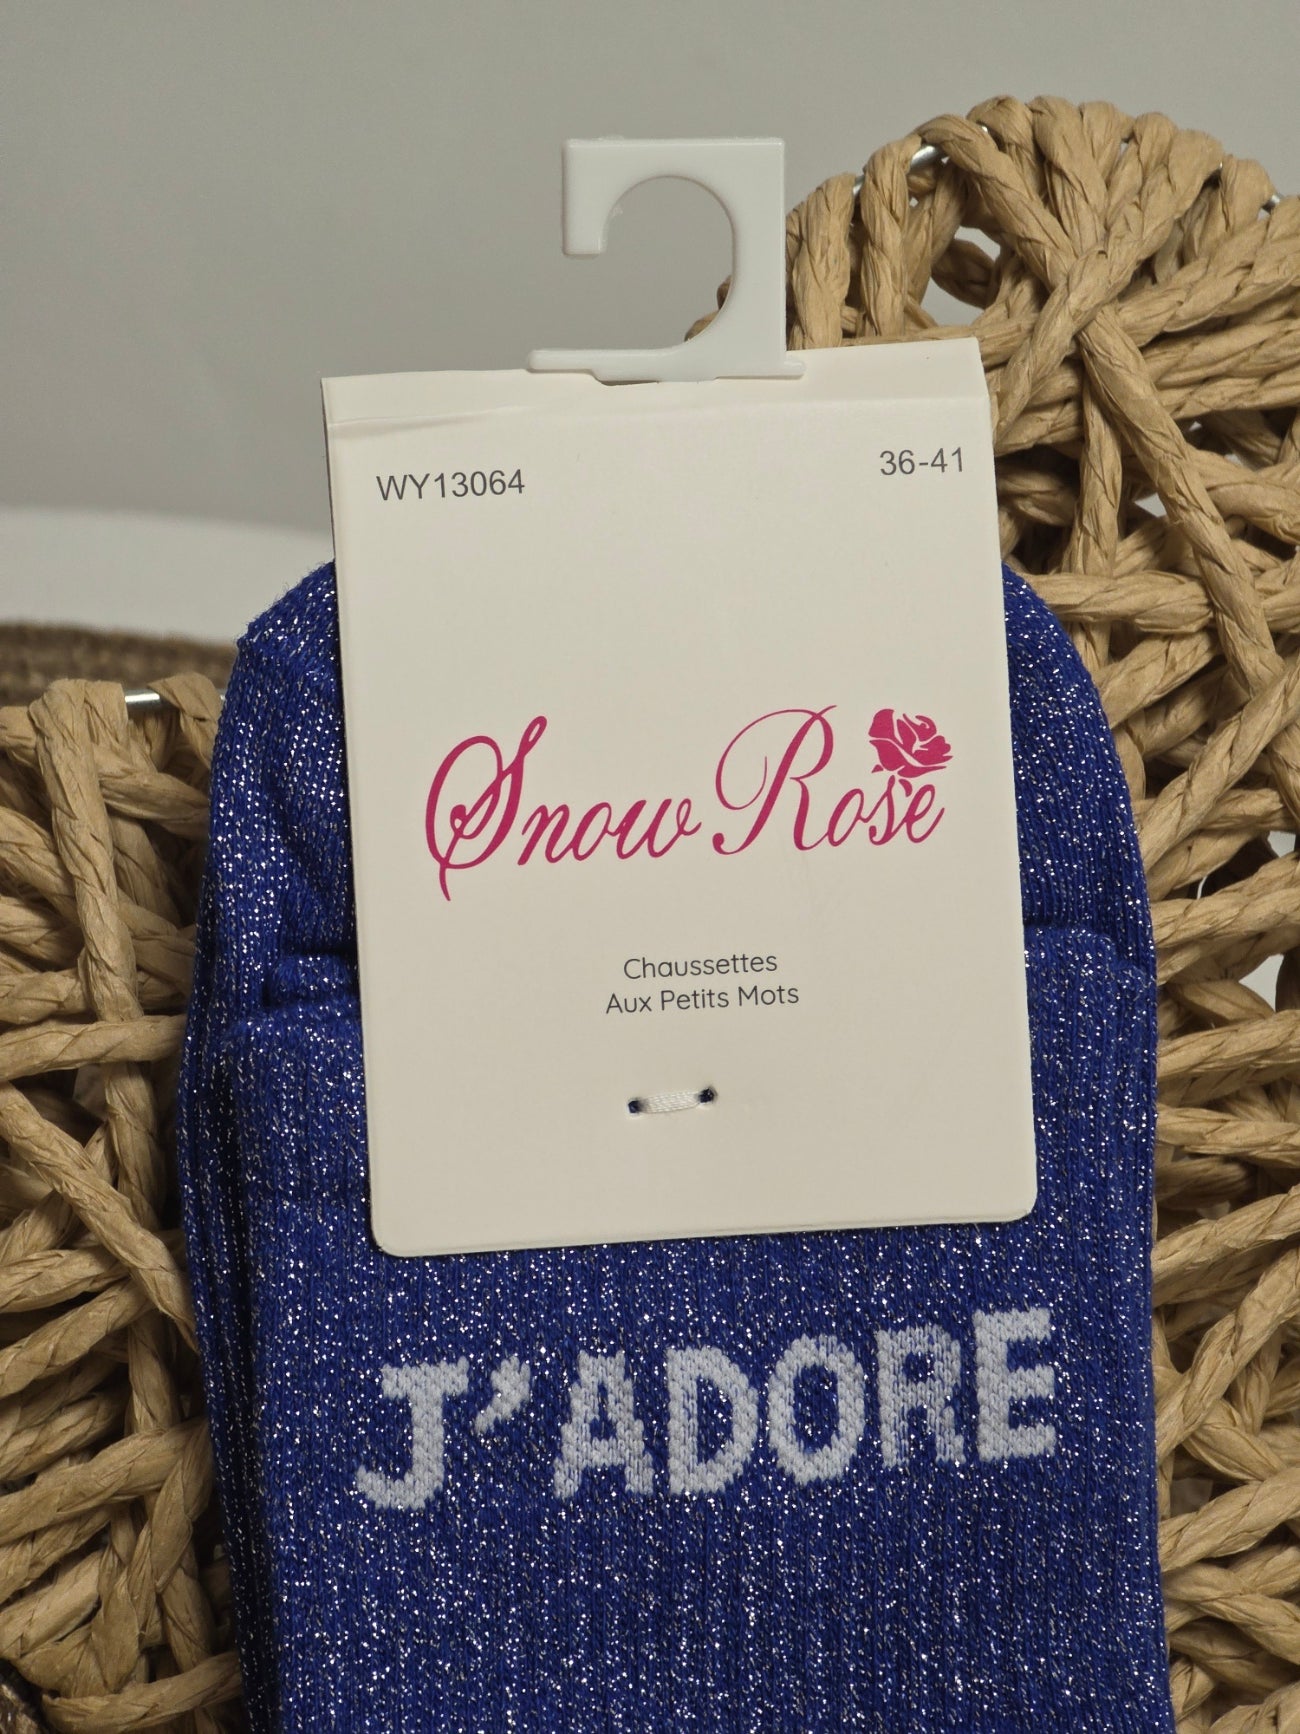 WY13064
36-41
Snow Rose
Chaussettes
Aux Petits Mots
J'ADORE